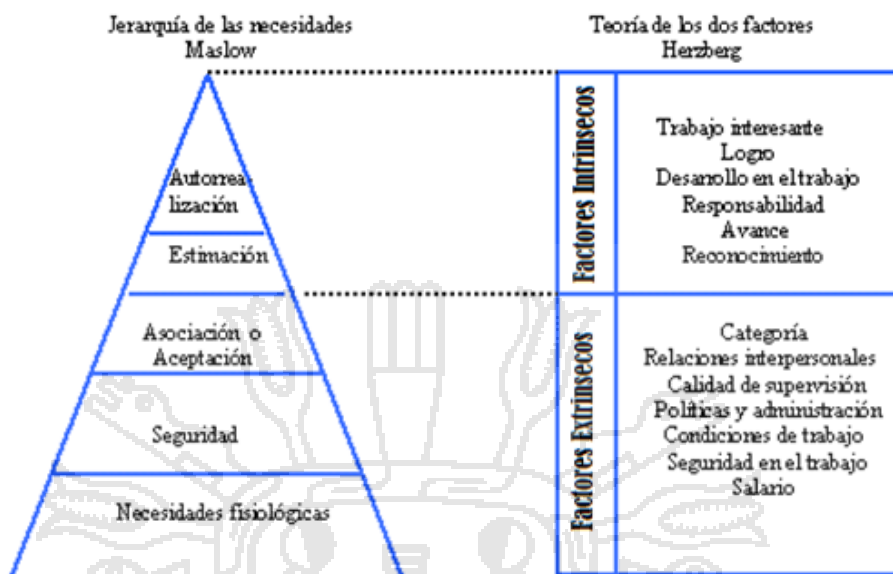 Jerarquía de las necesidades
Maslow
Autorrea-
lización
Estimación
Asociación o
Aceptación
Seguridad
Necesidades fisiológicas
Teoría de los dos factores
Herzberg
Factores Intrinsecos
Trabajo interesante
Logro
Desarrollo en el trabajo
Responsabilidad
Avance
Reconocimiento
Factores Extrinsecos
Categoría
Relaciones interpersonales
Calidad de supervisión
Políticas y administración
Condiciones de trabajo
Seguridad en el trabajo
Salario